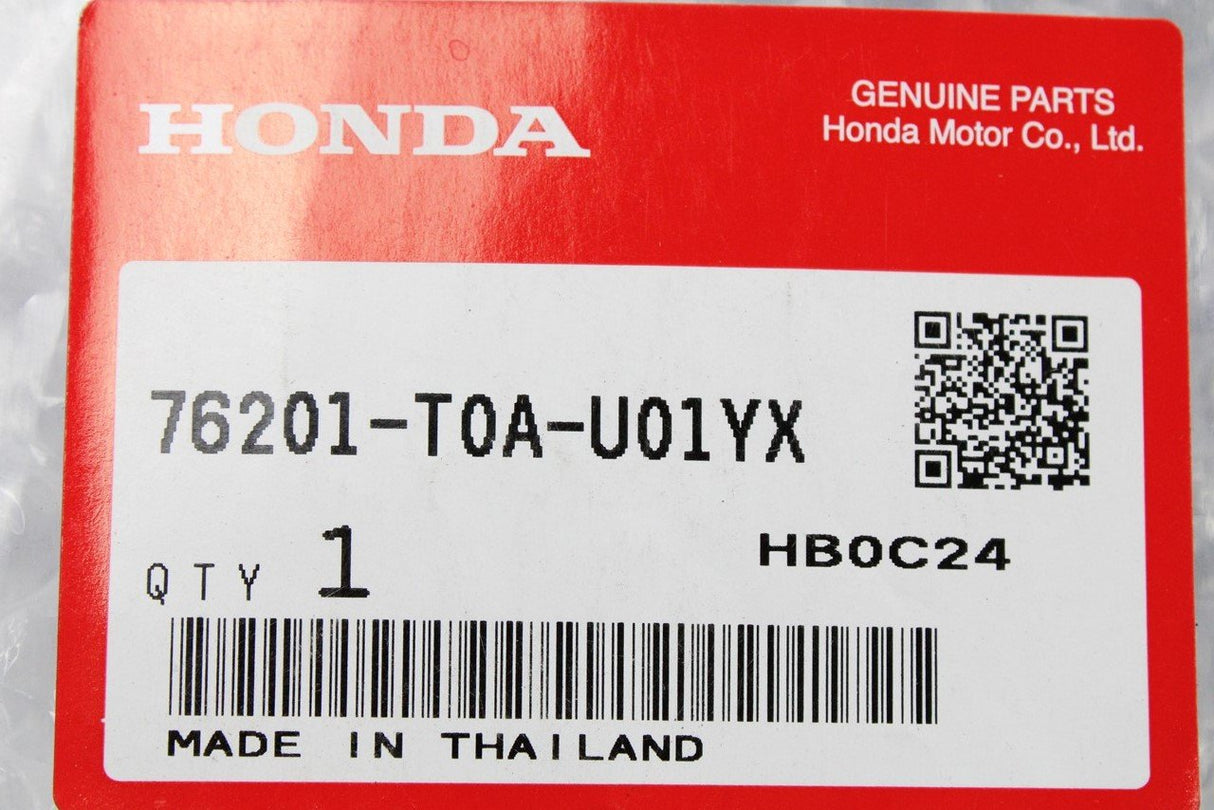 HONDA
GENUINE PARTS
Honda Motor Co., Ltd.
76201-T0A-U01YX
QTY 1
HB0C24
MADE IN THAILAND